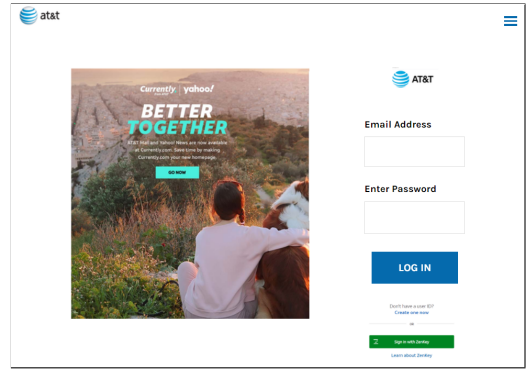 at&t
AT&T
Currently | yahoo!
BETTER
TOGETHER
AT&T Mail and Yahoo! News are now available
at Currently.com. Save time by making
Currently.com your new homepage.
GO NOW
Email Address
Enter Password
LOG IN
Don't have a user ID?
Create one now
OR
Sign in with ZenKey
Learn about ZenKey